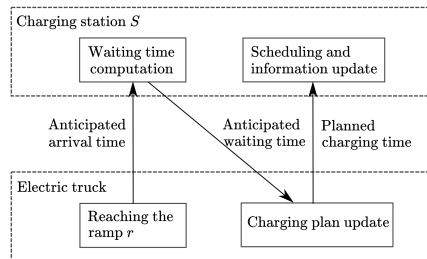 Charging station S
Waiting time
computation
Scheduling and
information update
Anticipated
arrival time
Anticipated
waiting time
Planned
charging time
Electric truck
Reaching the
ramp r
Charging plan update